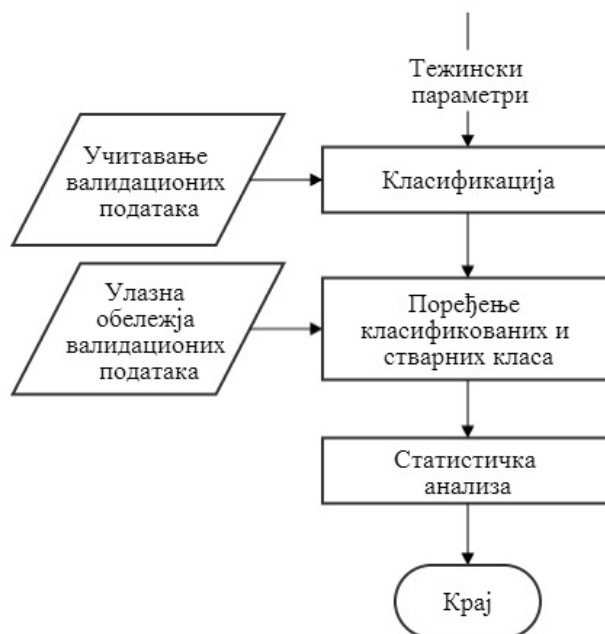 Тежински
параметри
Учитавање
валидационих
података
Класификација
Улазна
обележја
валидационих
података
Поређење
класификованих и
стварних класа
Статистичка
анализа
Крај